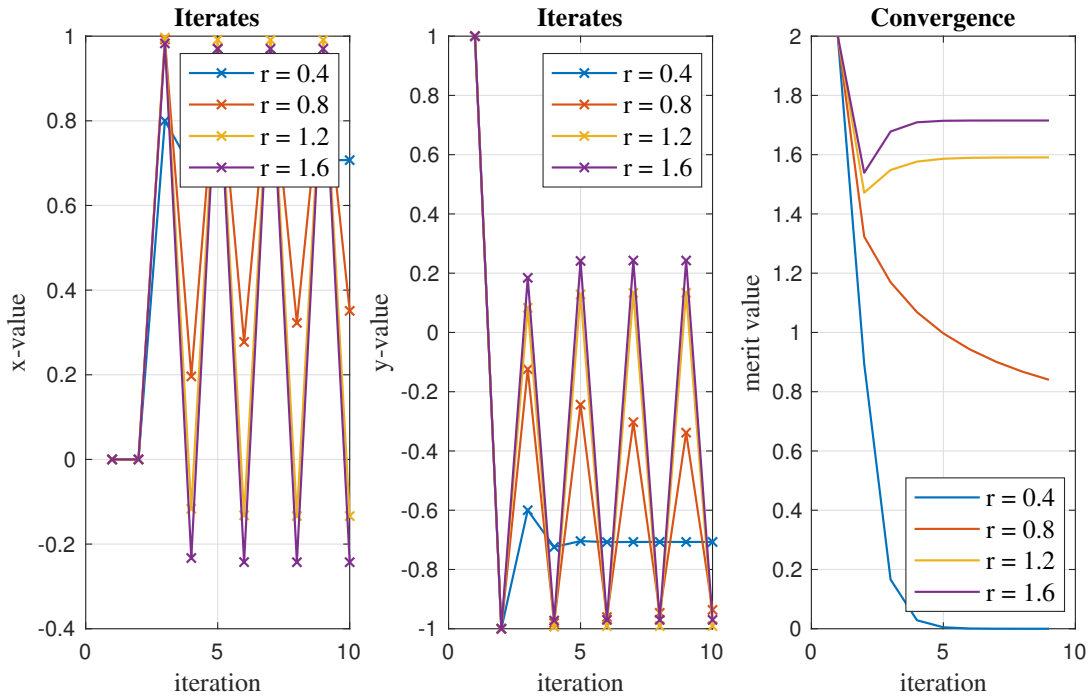 Iterates
1
0.8
0.6
0.4
0.2
0
-0.2
-0.4
0
5
10
x-value
iteration
r = 0.4
r = 0.8
r = 1.2
r = 1.6
Iterates
1
0.8
0.6
0.4
0.2
0
-0.2
-0.4
-0.6
-0.8
-1
0
5
10
y-value
iteration
r = 0.4
r = 0.8
r = 1.2
r = 1.6
Convergence
2
1.8
1.6
1.4
1.2
1
0.8
0.6
0.4
0.2
0
0
5
10
merit value
iteration
r = 0.4
r = 0.8
r = 1.2
r = 1.6